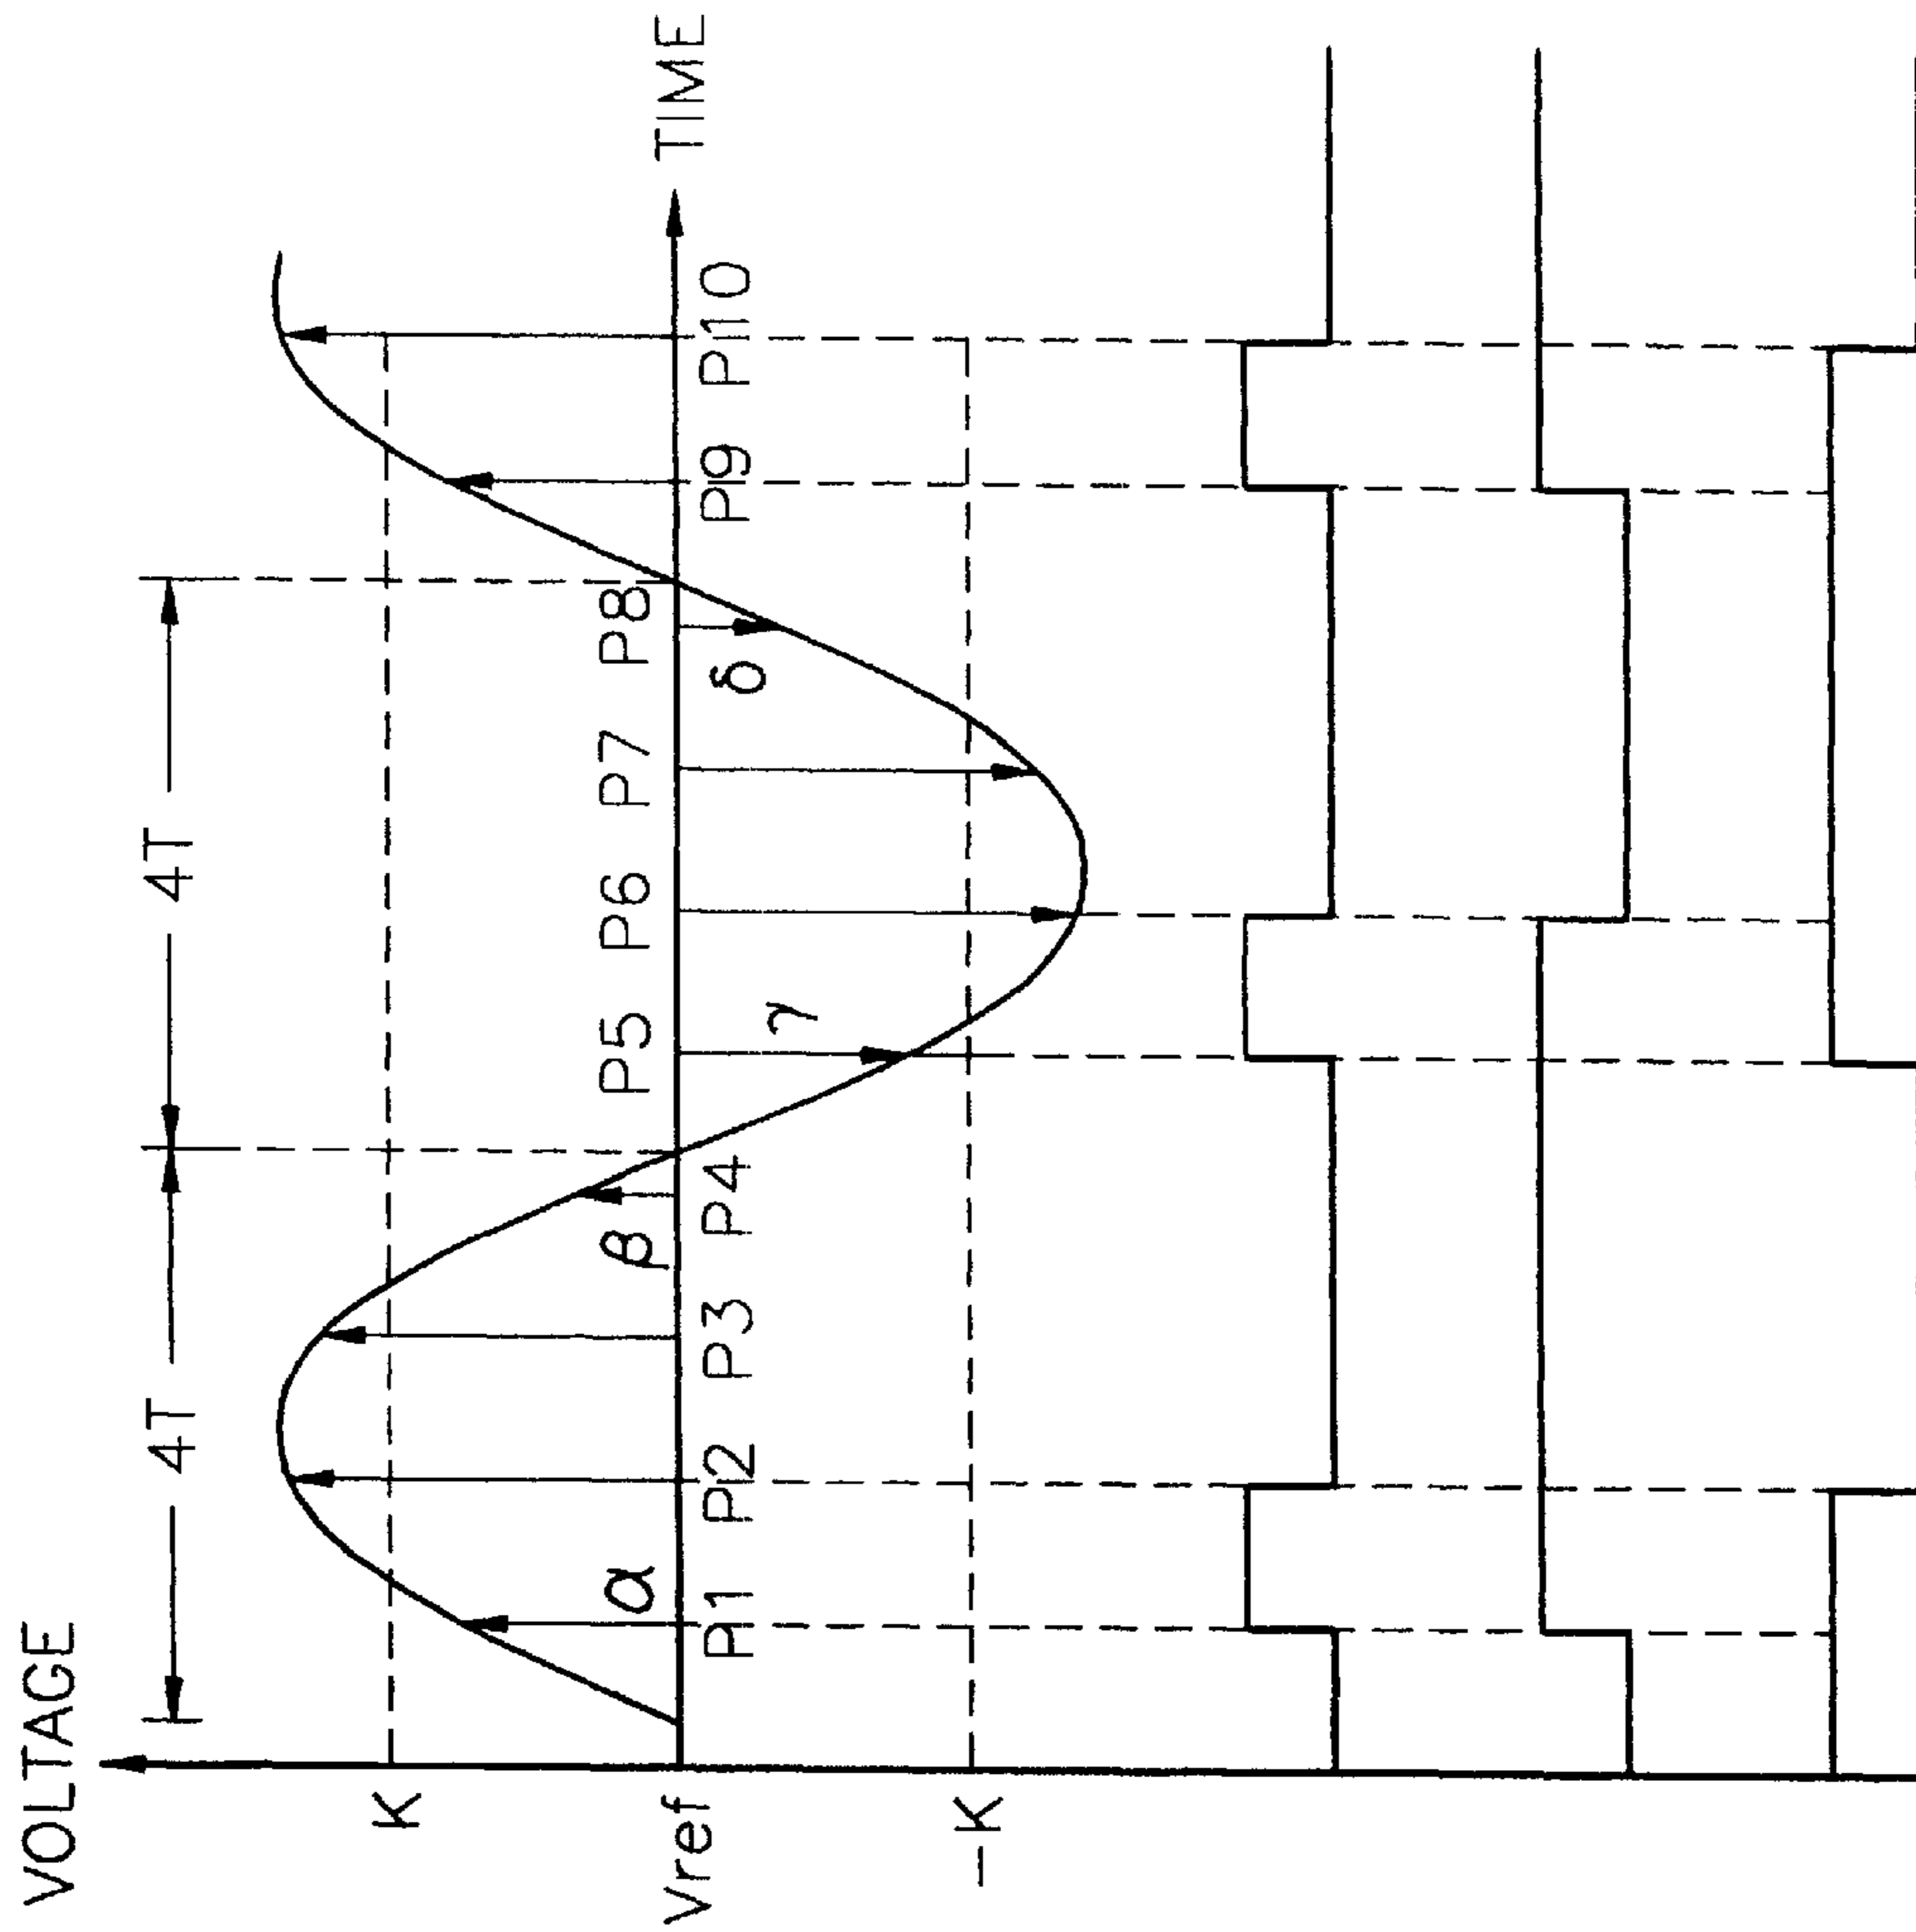 VOLTAGE
4T 4T
K
α β P5 P6 P7 P8
Vref TIME
P1 P2 P3 P4 γ δ P9 P10
-K